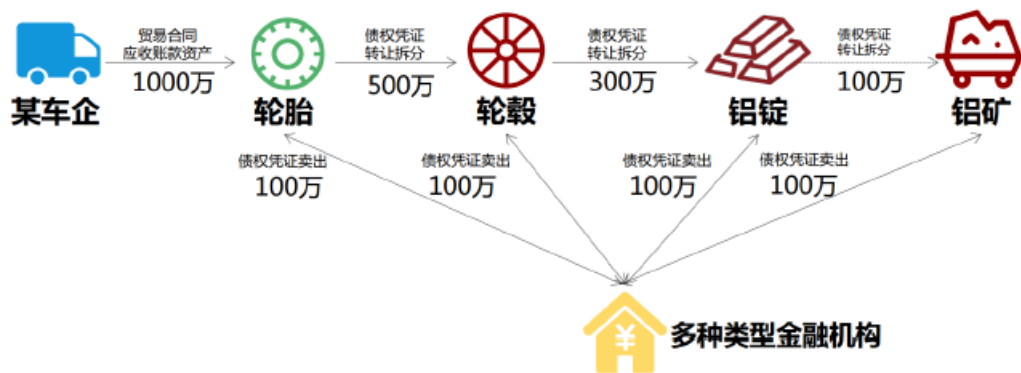 贸易合同
应收账款资产
1000万
债权凭证
转让拆分
500万
债权凭证
转让拆分
300万
债权凭证
转让拆分
100万
某车企
轮胎
轮毂
铝锭
铝矿
债权凭证卖出
100万
债权凭证卖出
100万
债权凭证卖出
100万
债权凭证卖出
100万
¥
多种类型金融机构